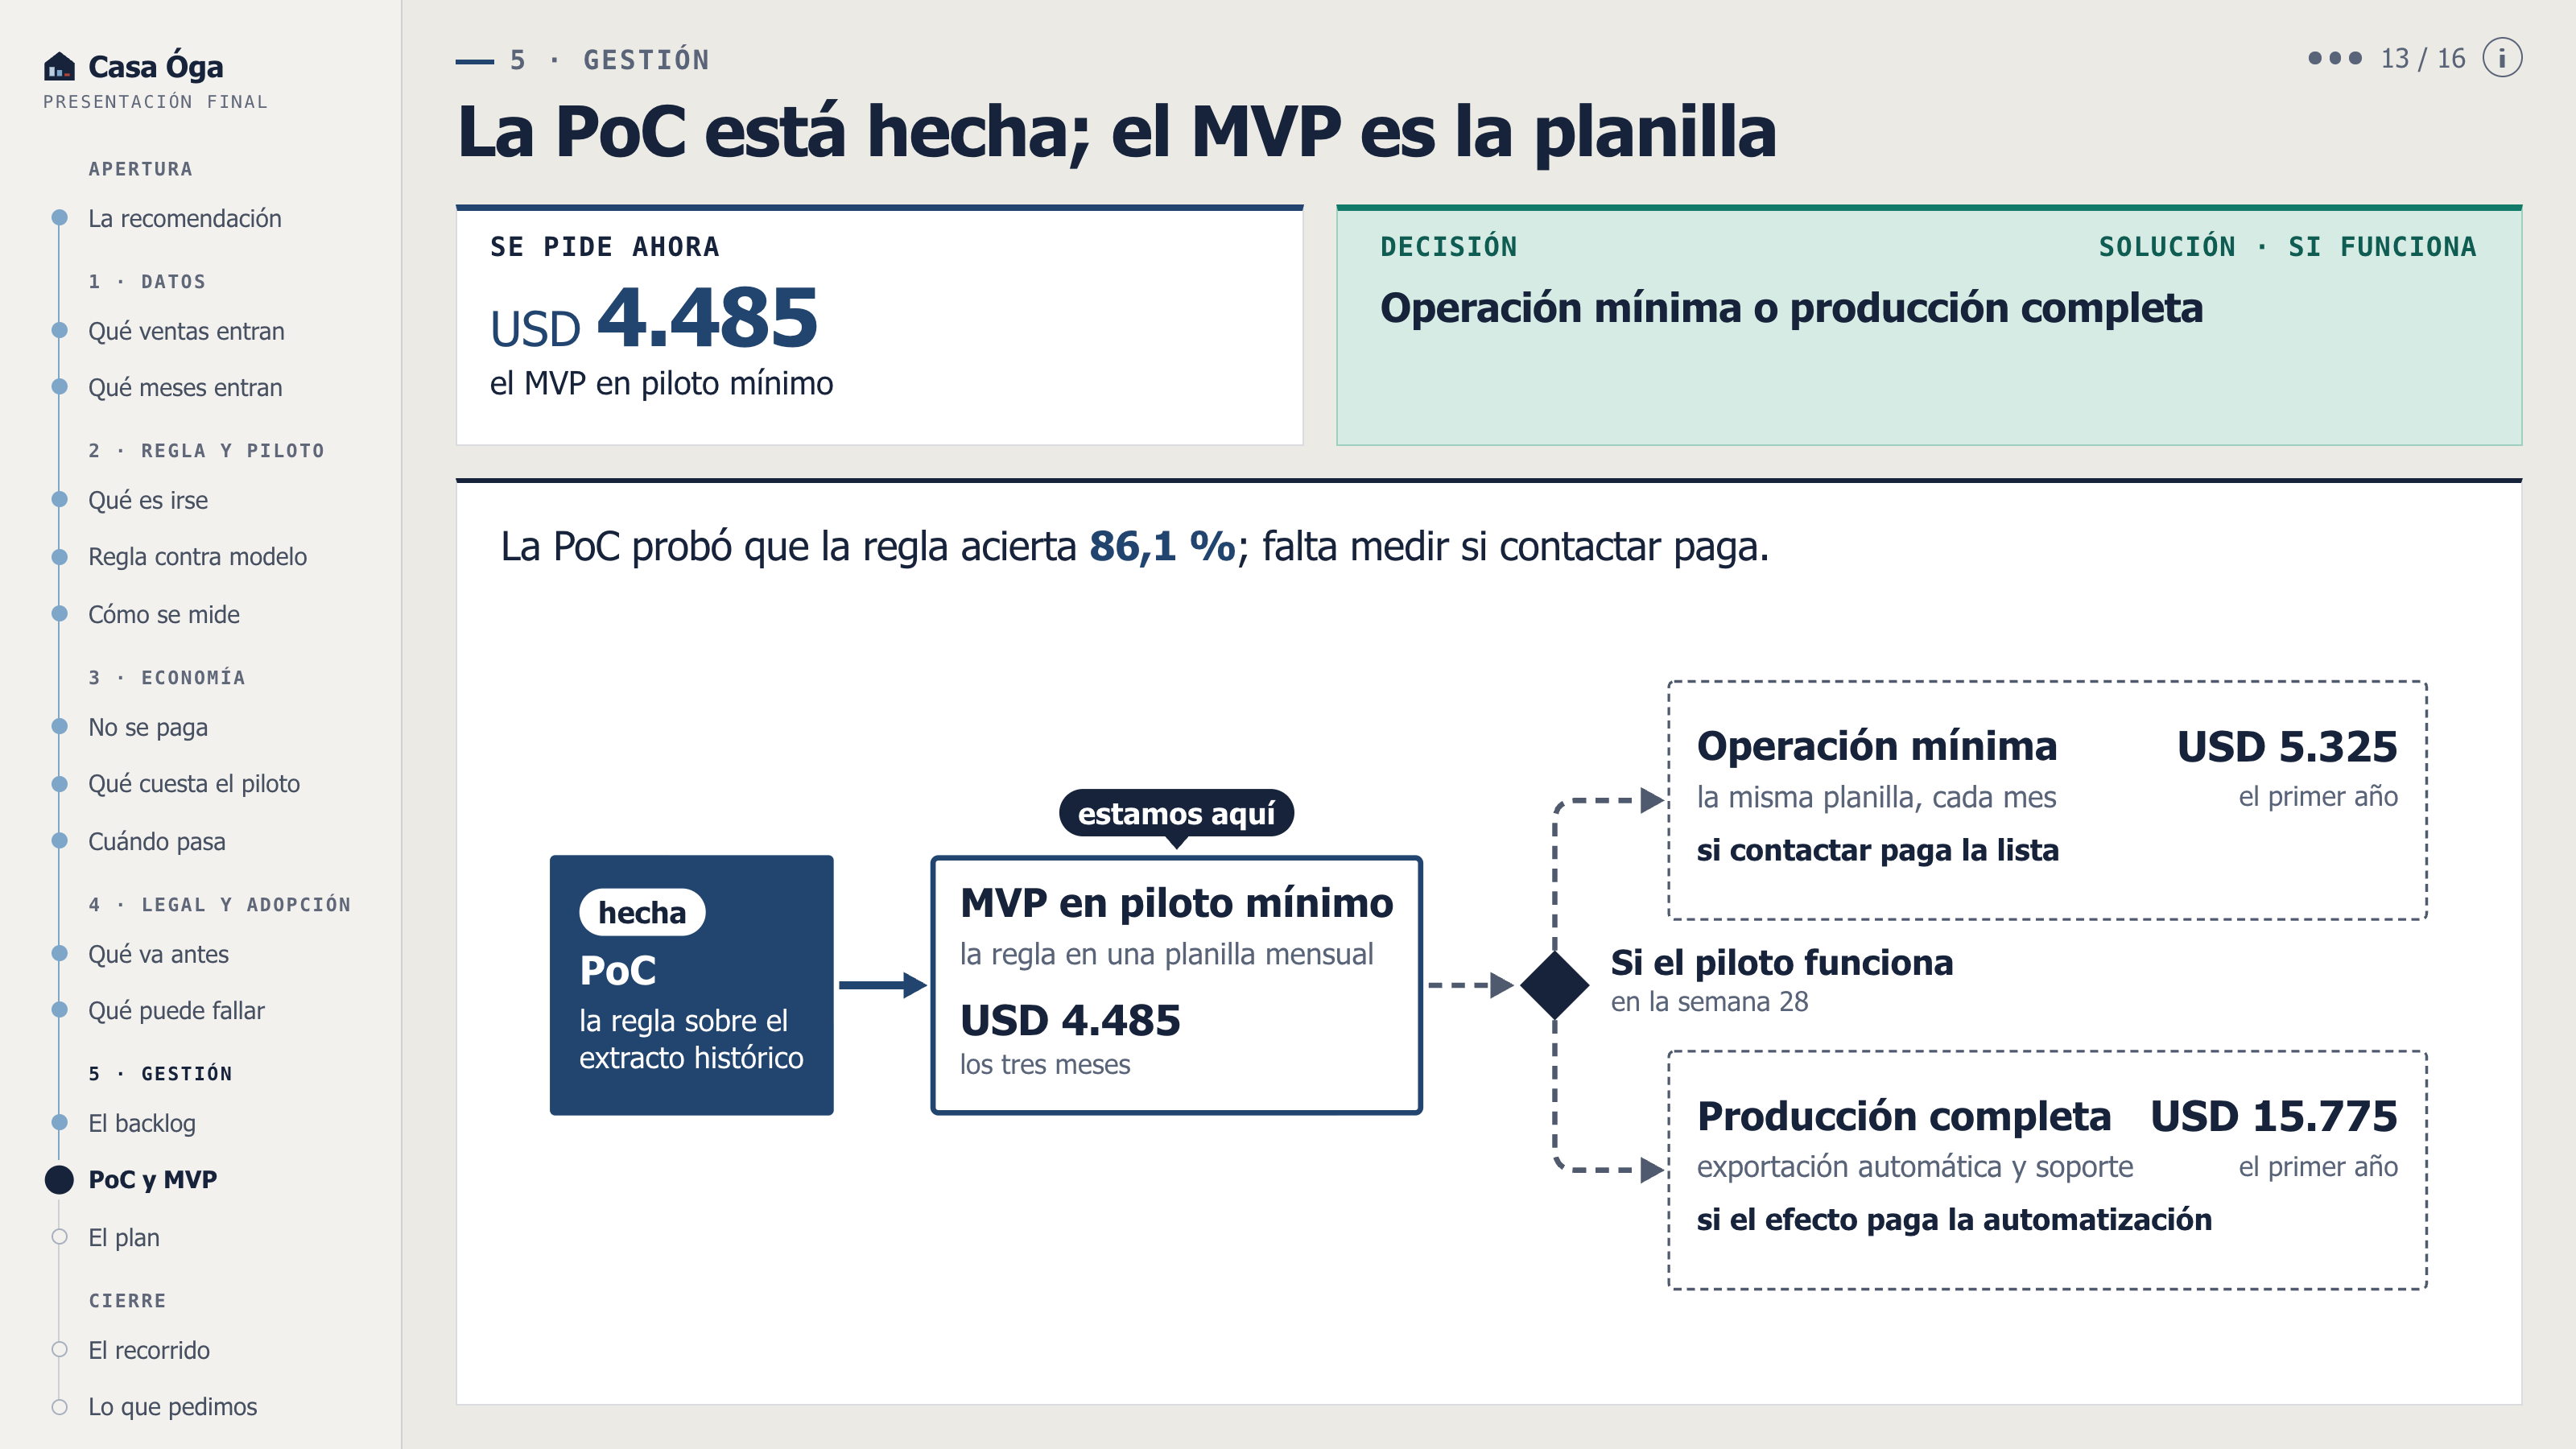 Casa Óga
PRESENTACIÓN FINAL
APERTURA
La recomendación
1 · DATOS
Qué ventas entran
Qué meses entran
2 · REGLA Y PILOTO
Qué es irse
Regla contra modelo
Cómo se mide
3 · ECONOMÍA
No se paga
Qué cuesta el piloto
Cuándo pasa
4 · LEGAL Y ADOPCIÓN
Qué va antes
Qué puede fallar
5 · GESTIÓN
El backlog
PoC y MVP
El plan
CIERRE
El recorrido
Lo que pedimos
5 · GESTIÓN
13 / 16
i
La PoC está hecha; el MVP es la planilla
SE PIDE AHORA
USD 4.485
el MVP en piloto mínimo
DECISIÓN
SOLUCIÓN · SI FUNCIONA
Operación mínima o producción completa
La PoC probó que la regla acierta 86,1 %; falta medir si contactar paga.
hecha
PoC
la regla sobre el
extracto histórico
estamos aquí
MVP en piloto mínimo
la regla en una planilla mensual
USD 4.485
los tres meses
Si el piloto funciona
en la semana 28
Operación mínima
USD 5.325
la misma planilla, cada mes
el primer año
si contactar paga la lista
Producción completa
USD 15.775
exportación automática y soporte
el primer año
si el efecto paga la automatización